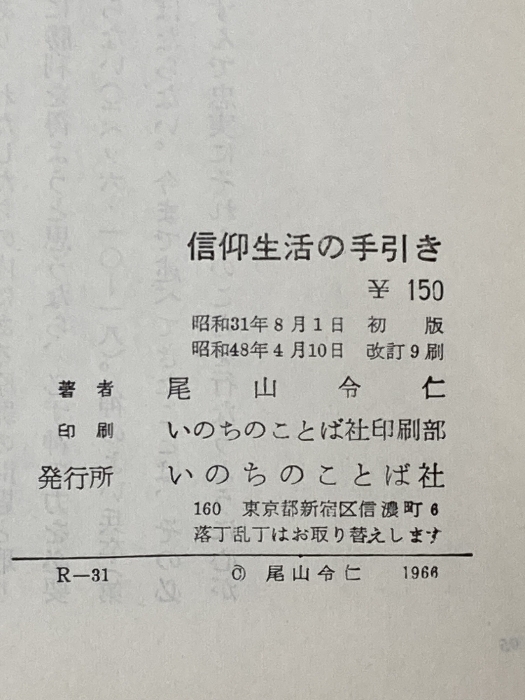 信仰生活の手引き
¥ 150
昭和31年8月1日 初 版
昭和48年4月10日 改訂9刷
著者 尾山令仁
印刷 いのちのことば社印刷部
発行所 いのちのことば社
160 東京都新宿区信濃町6
落丁乱丁はお取り替えします
R−31 © 尾山令仁 1966